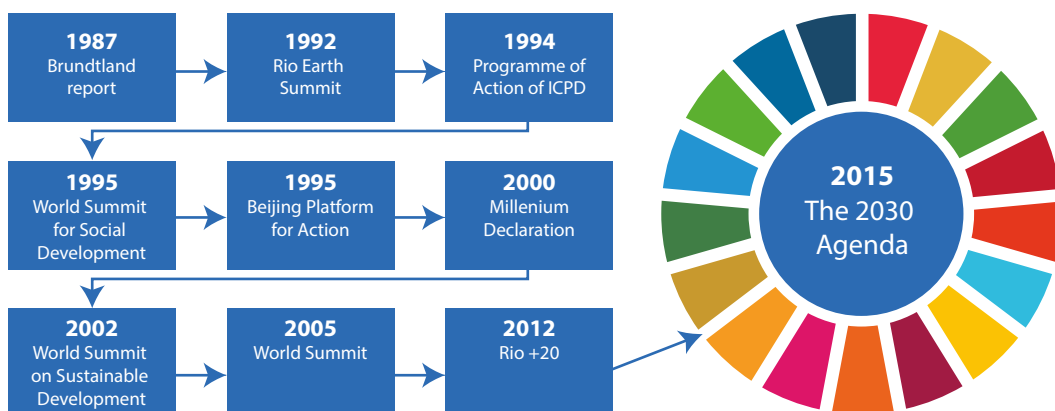 1987
Brundtland
report
1992
Rio Earth
Summit
1994
Programme of
Action of ICPD
1995
World Summit
for Social
Development
1995
Beijing Platform
for Action
2000
Millenium
Declaration
2002
World Summit
on Sustainable
Development
2005
World Summit
2012
Rio +20
2015
The 2030
Agenda